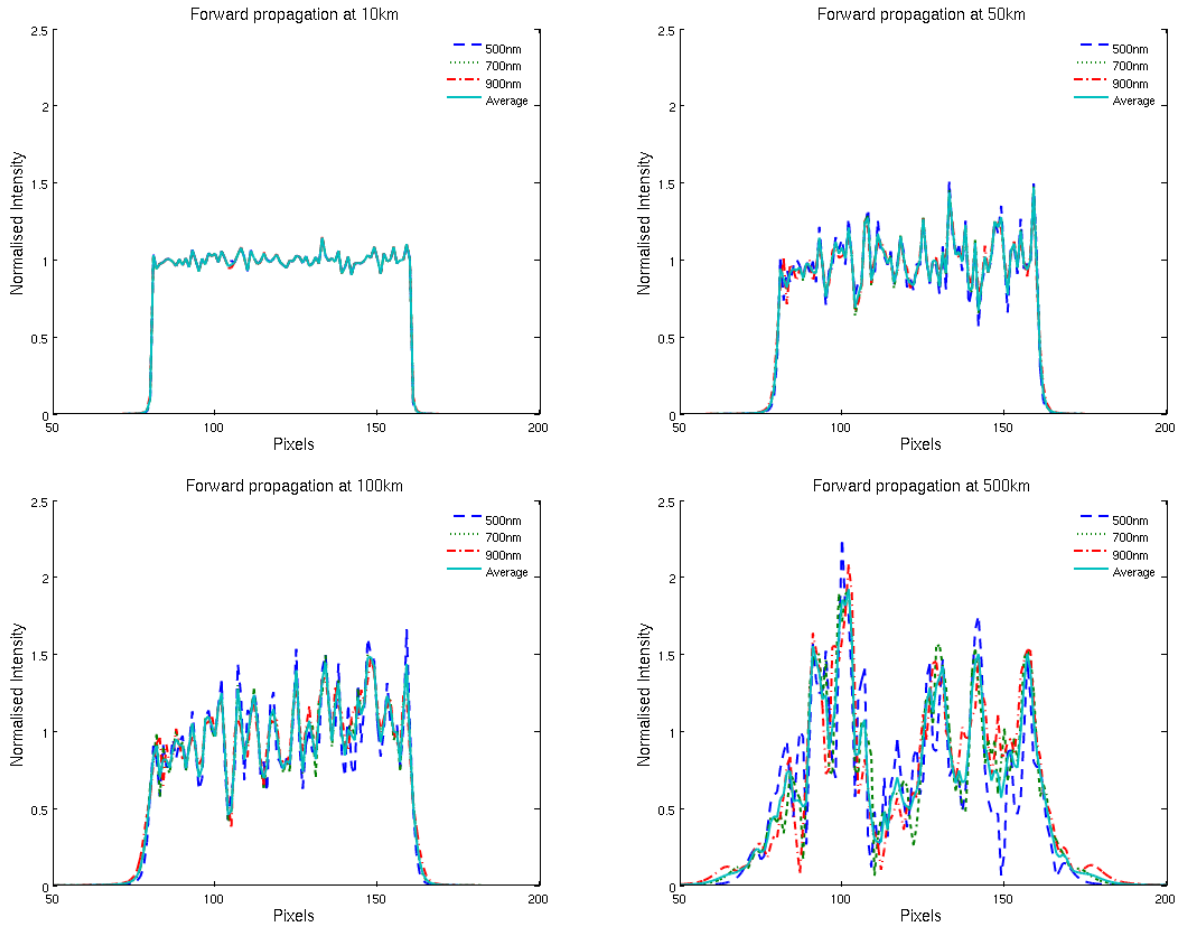 Forward propagation at 10km
2.5
2
1.5
1
0.5
0
50
100
150
200
Normalised Intensity
Pixels
500nm
700nm
900nm
Average
Forward propagation at 50km
2.5
2
1.5
1
0.5
0
50
100
150
200
Normalised Intensity
Pixels
500nm
700nm
900nm
Average
Forward propagation at 100km
2.5
2
1.5
1
0.5
0
50
100
150
200
Normalised Intensity
Pixels
500nm
700nm
900nm
Average
Forward propagation at 500km
2.5
2
1.5
1
0.5
0
50
100
150
200
Normalised Intensity
Pixels
500nm
700nm
900nm
Average